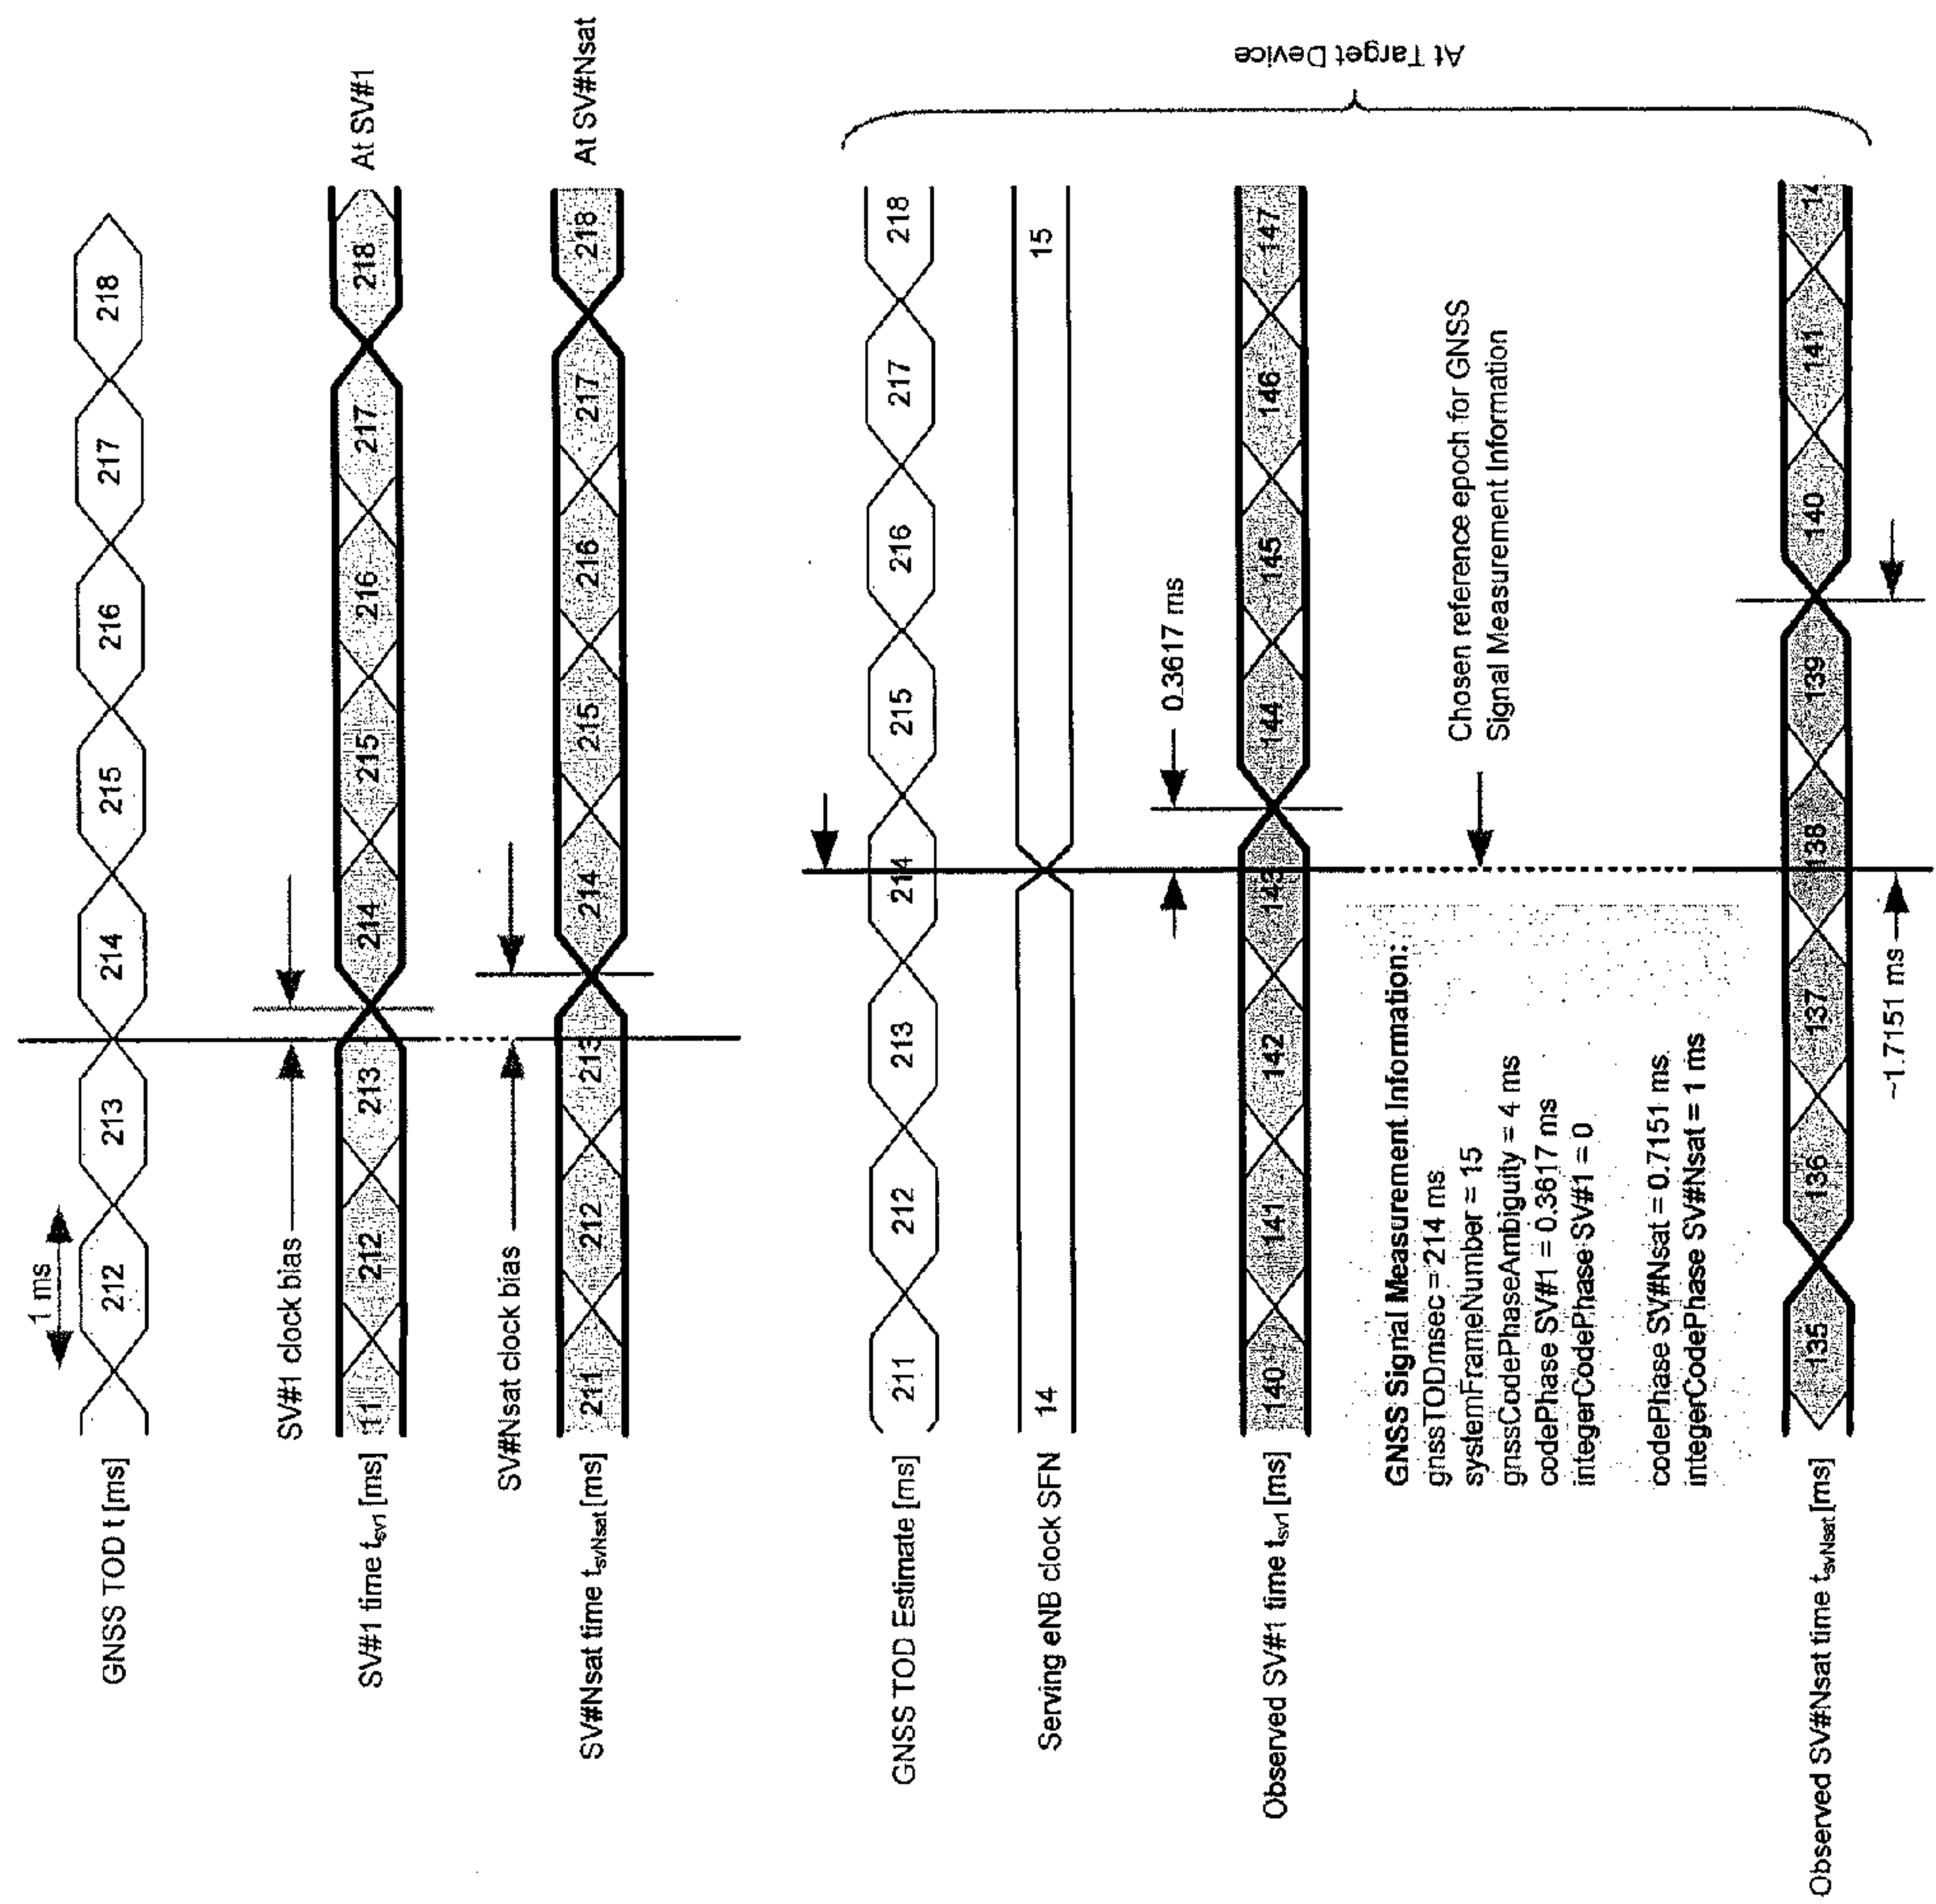 GNSS TOD t [ms]
1 ms
212
213
214
215
216
217
218
SV#1 clock bias
SV#1 time tsv1 [ms]
11
212
213
214
215
216
217
218
At SV#1
SV#Nsat clock bias
SV#Nsat time tsvNsat [ms]
211
212
213
214
215
216
217
218
At SV#Nsat
GNSS TOD Estimate [ms]
211
212
213
214
215
216
217
218
Serving eNB clock SFN
14
15
0.3617 ms
Observed SV#1 time tsv1 [ms]
140
141
142
143
144
145
146
147
At Target Device
Chosen reference epoch for GNSS
Signal Measurement Information
GNSS Signal Measurement Information:
gnssTODmsec = 214 ms
systemFrameNumber = 15
gnssCodePhaseAmbiguity = 4 ms
codePhase SV#1 = 0.3617 ms
integerCodePhase SV#1 = 0
codePhase SV#Nsat = 0.7151 ms
integerCodePhase SV#Nsat = 1 ms
Observed SV#Nsat time tsvNsat [ms]
135
136
137
138
139
140
141
~1.7151 ms